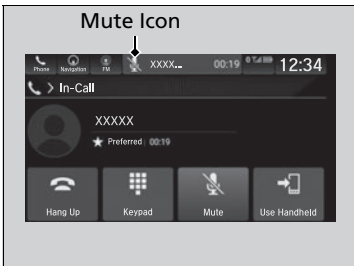 Mute Icon
Phone Navigation FM XXXX... 00:19 12:34
> In-Call
XXXXX
Preferred 00:19
Hang Up Keypad Mute Use Handheld